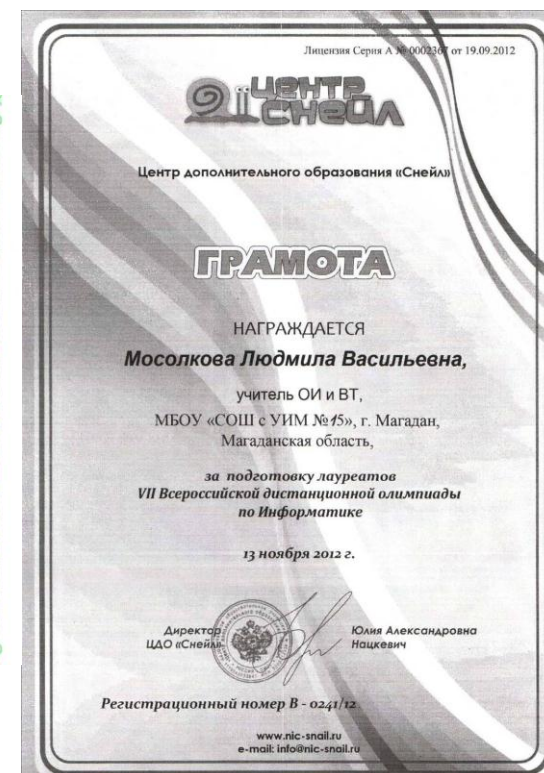 Лицензия Серия А № 0002367 от 19.09.2012
ЦЕНТР
СНЕЙЛ
Центр дополнительного образования «Снейл»
ГРАМОТА
НАГРАЖДАЕТСЯ
Мосолкова Людмила Васильевна,
учитель ОИ и ВТ,
МБОУ «СОШ с УИМ №15», г. Магадан,
Магаданская область,
за подготовку лауреатов
VII Всероссийской дистанционной олимпиады
по Информатике
13 ноября 2012 г.
Директор
ЦДО «Снейл»
Юлия Александровна
Нацкевич
Регистрационный номер В - 0241/12
www.nic-snail.ru
e-mail: info@nic-snail.ru